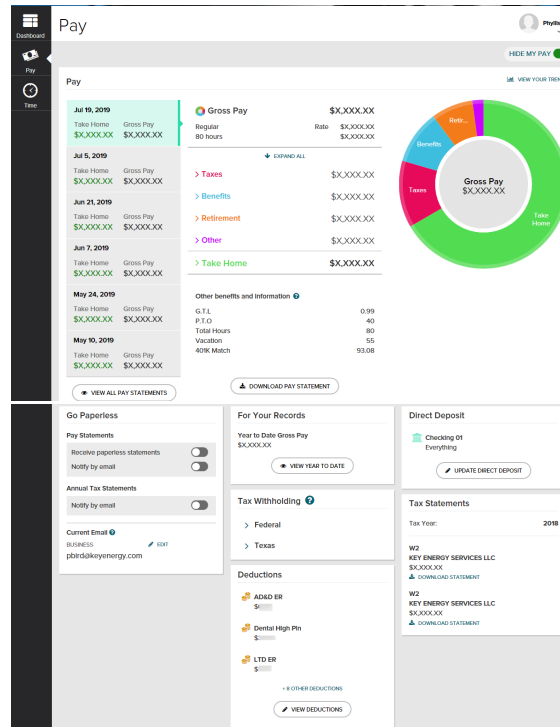 Dashboard
Pay
Time
Pay
HIDE MY PAY
Pay
VIEW YOUR
Jul 19, 2019
Take Home Gross Pay
$X,XXX.XX $X,XXX.XX
Jul 5, 2019
Take Home Gross Pay
$X,XXX.XX $X,XXX.XX
Jun 21, 2019
Take Home Gross Pay
$X,XXX.XX $X,XXX.XX
Jun 7, 2019
Take Home Gross Pay
$X,XXX.XX $X,XXX.XX
May 24, 2019
Take Home Gross Pay
$X,XXX.XX $X,XXX.XX
May 10, 2019
Take Home Gross Pay
$X,XXX.XX $X,XXX.XX
VIEW ALL PAY STATEMENTS
Gross Pay $X,XXX.XX
Regular Rate $X,XXX.XX
80 hours $X,XXX.XX
EXPAND ALL
> Taxes $X,XXX.XX
> Benefits $X,XXX.XX
> Retirement $X,XXX.XX
> Other $X,XXX.XX
> Take Home $X,XXX.XX
Other benefits and information
G.T.L 0.99
P.T.O 40
Total Hours 80
Vacation 55
401K Match 93.08
DOWNLOAD PAY STATEMENT
Retir...
Benefits
Taxes
Gross Pay
$X,XXX.XX
Take
Home
Go Paperless
Pay Statements
Receive paperless statements
Notify by email
Annual Tax Statements
Notify by email
Current Email
BUSINESS EDIT
pbird@keyenergy.com
For Your Records
Year to Date Gross Pay
$X,XXX.XX
VIEW YEAR TO DATE
Tax Withholding
> Federal
> Texas
Deductions
AD&D ER
$
Dental High Pln
$
LTD ER
$
+ 8 OTHER DEDUCTIONS
VIEW DEDUCTIONS
Direct Deposit
Checking 01
Everything
UPDATE DIRECT DEPOSIT
Tax Statements
Tax Year: 2018
W2
KEY ENERGY SERVICES LLC
$X,XXX.XX
DOWNLOAD STATEMENT
W2
KEY ENERGY SERVICES LLC
$X,XXX.XX
DOWNLOAD STATEMENT